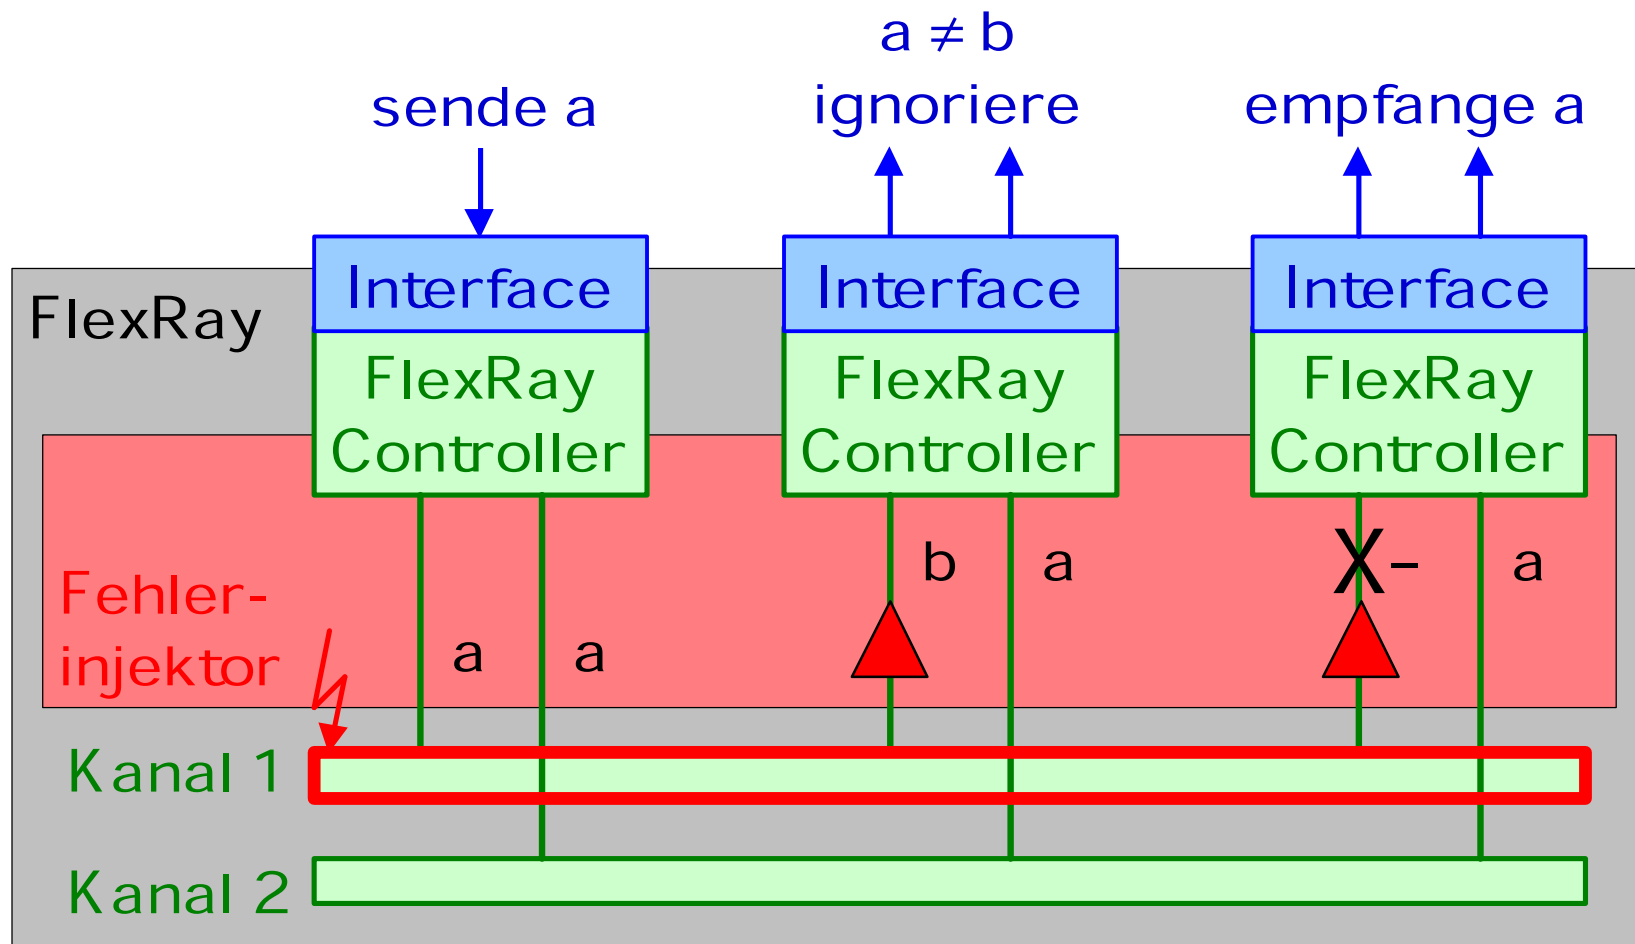 a ≠ b
sende a
ignoriere
empfange a
Interface
Interface
Interface
FlexRay
FlexRay
Controller
FlexRay
Controller
FlexRay
Controller
b
a
X-
a
Fehler-
injektor
a
a
Kanal 1
Kanal 2